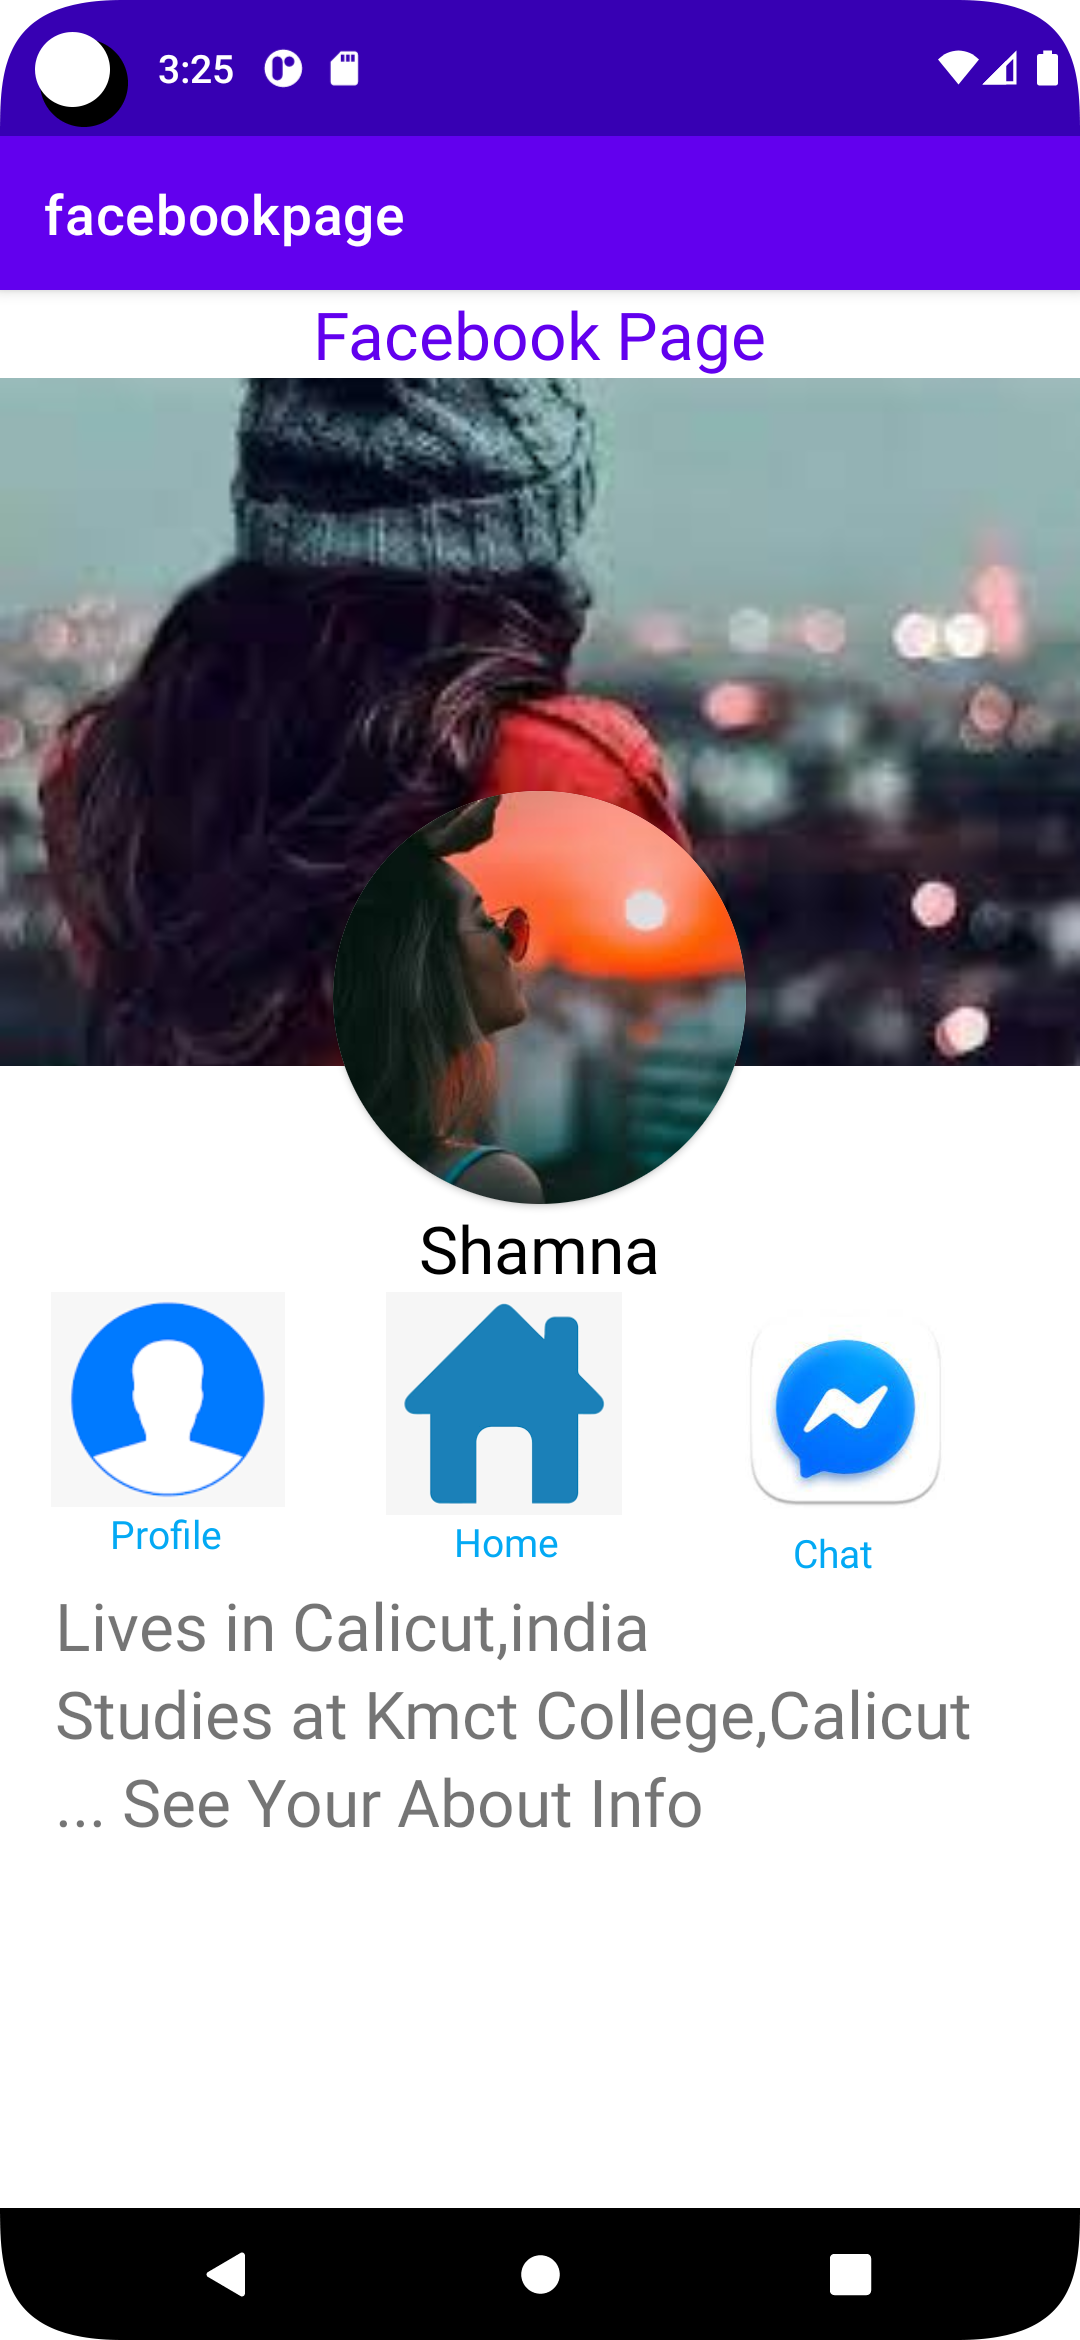 3:25
facebookpage
Facebook Page
Shamna
Profile
Home
Chat
Lives in Calicut,india
Studies at Kmct College,Calicut
... See Your About Info